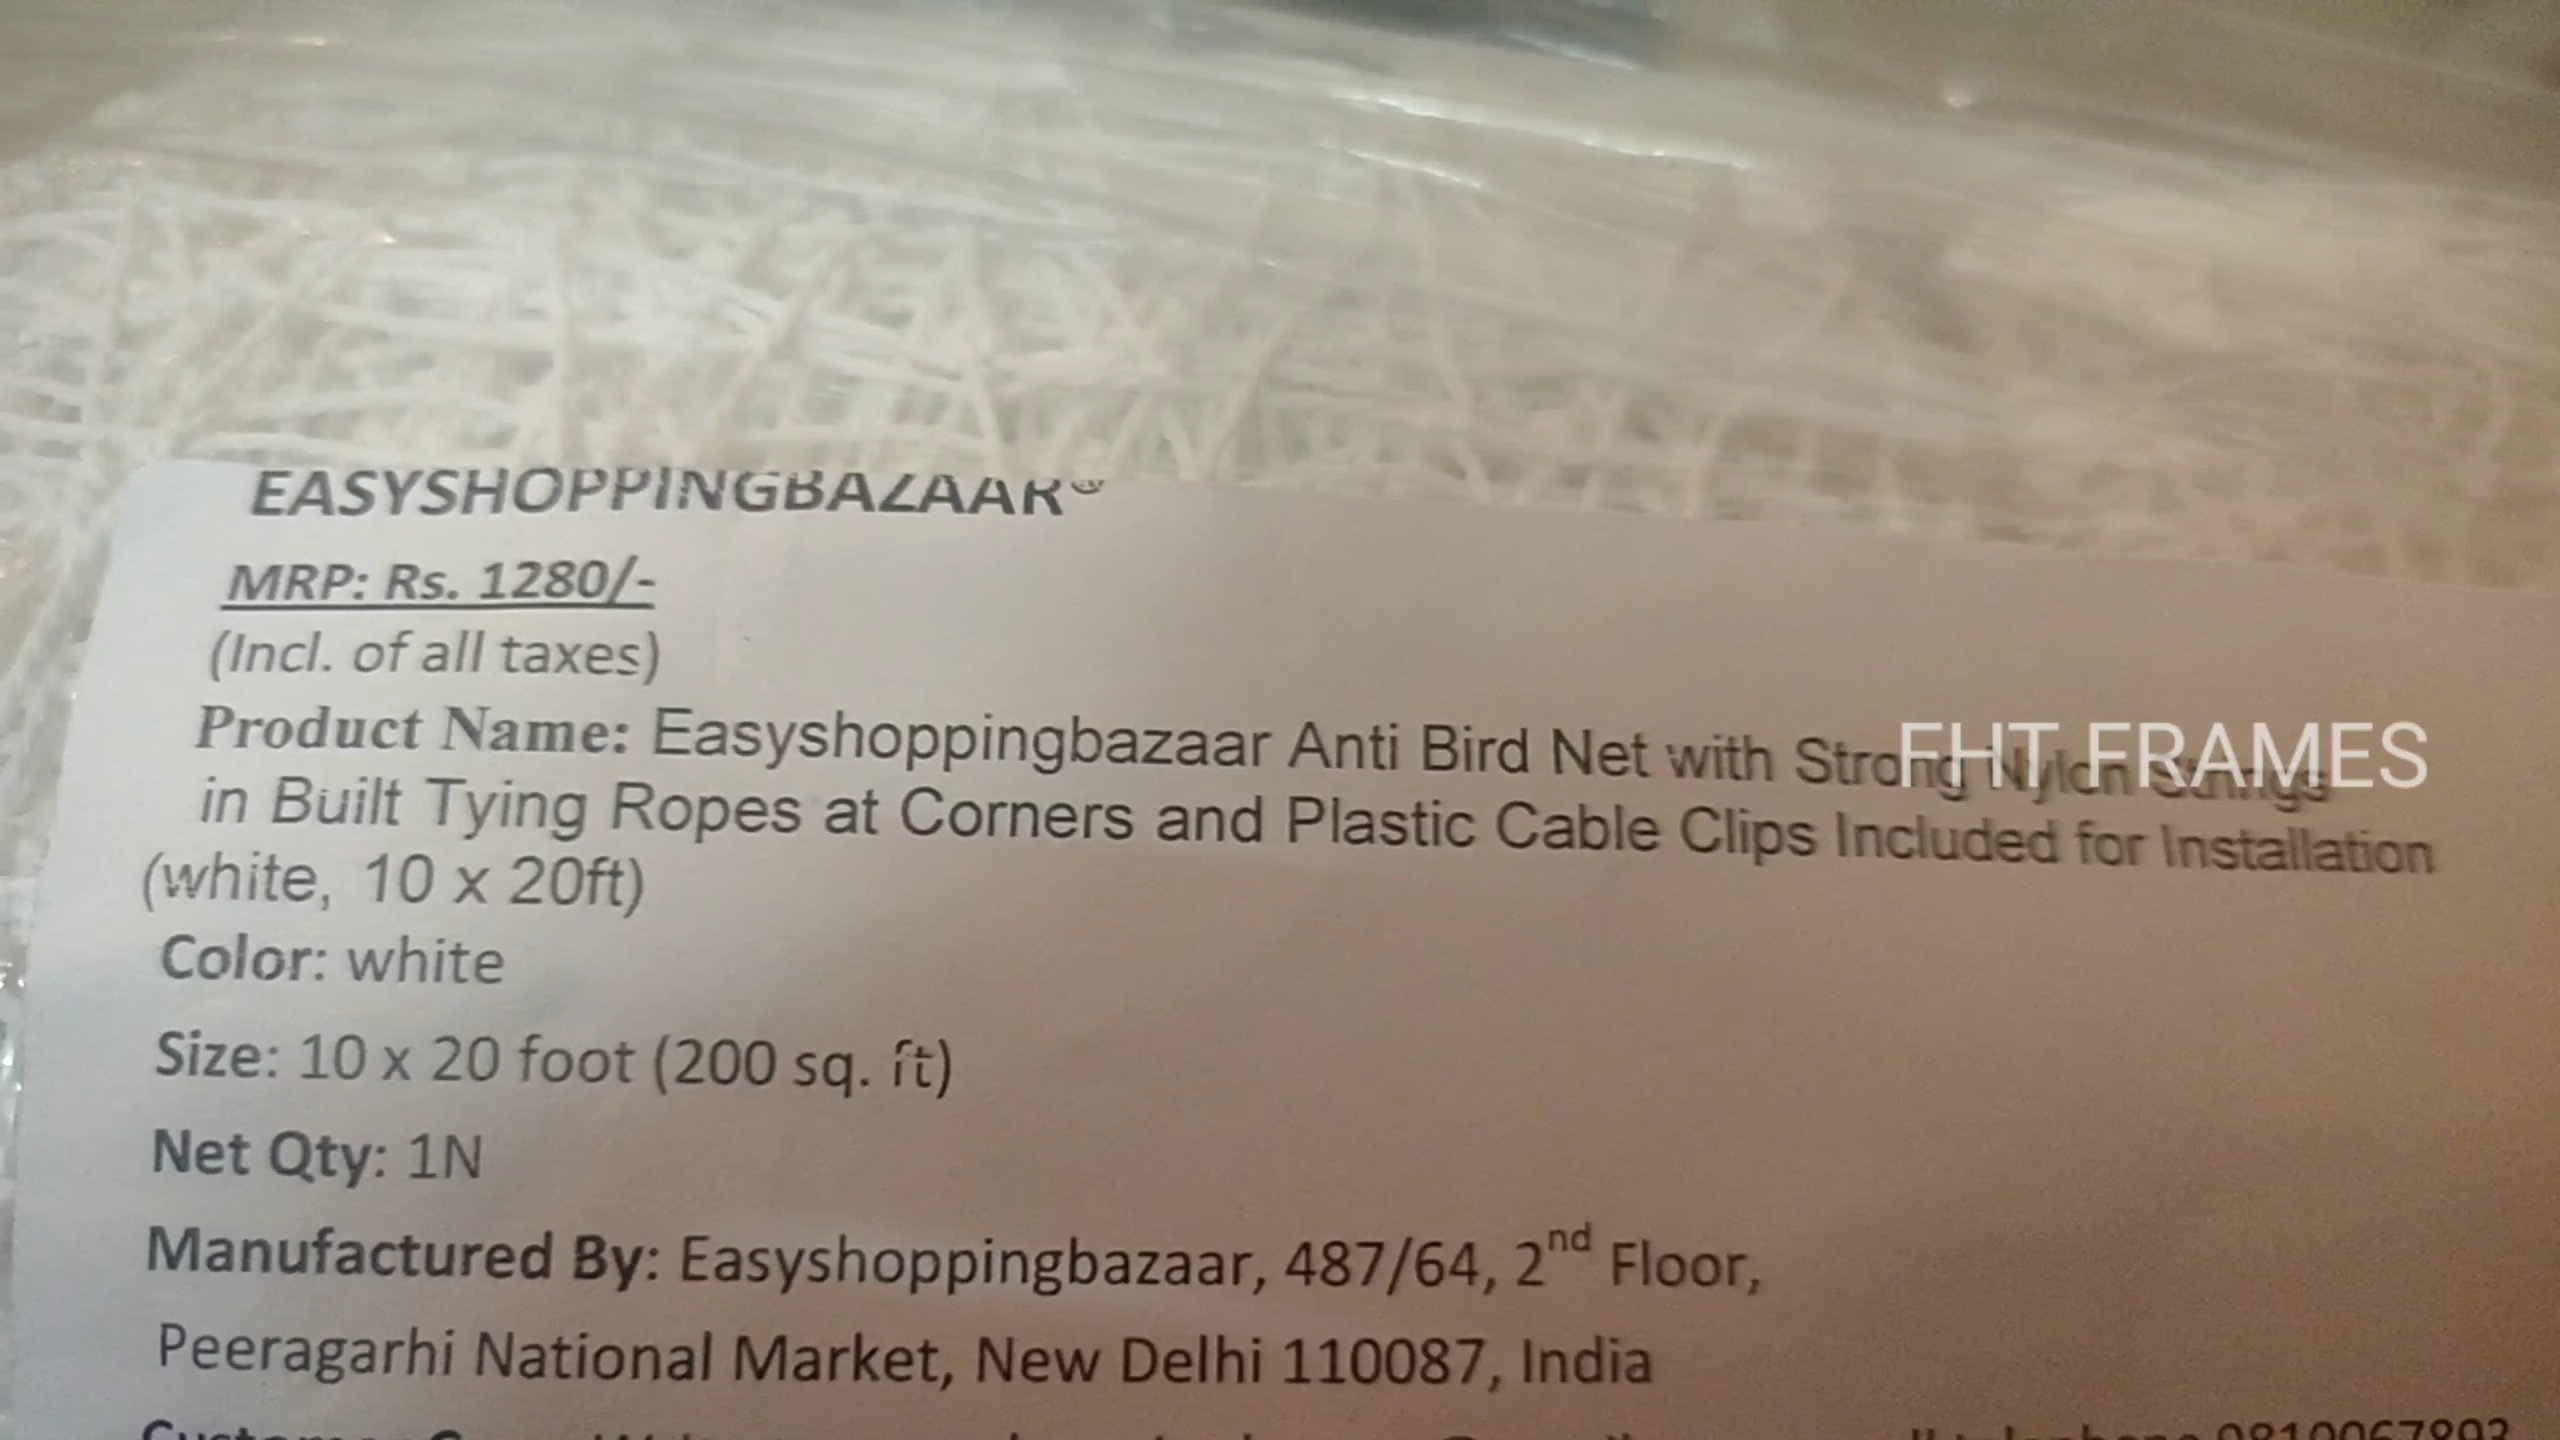 EASYSHOPPINGBAZAAR®
MRP: Rs. 1280/-
(Incl. of all taxes)
Product Name: Easyshoppingbazaar Anti Bird Net with Strong Nylon Strings
FHT FRAMES
in Built Tying Ropes at Corners and Plastic Cable Clips Included for Installation
(white, 10 x 20ft)
Color: white
Size: 10 x 20 foot (200 sq. ft)
Net Qty: 1N
Manufactured By: Easyshoppingbazaar, 487/64, 2nd Floor,
Peeragarhi National Market, New Delhi 110087, India